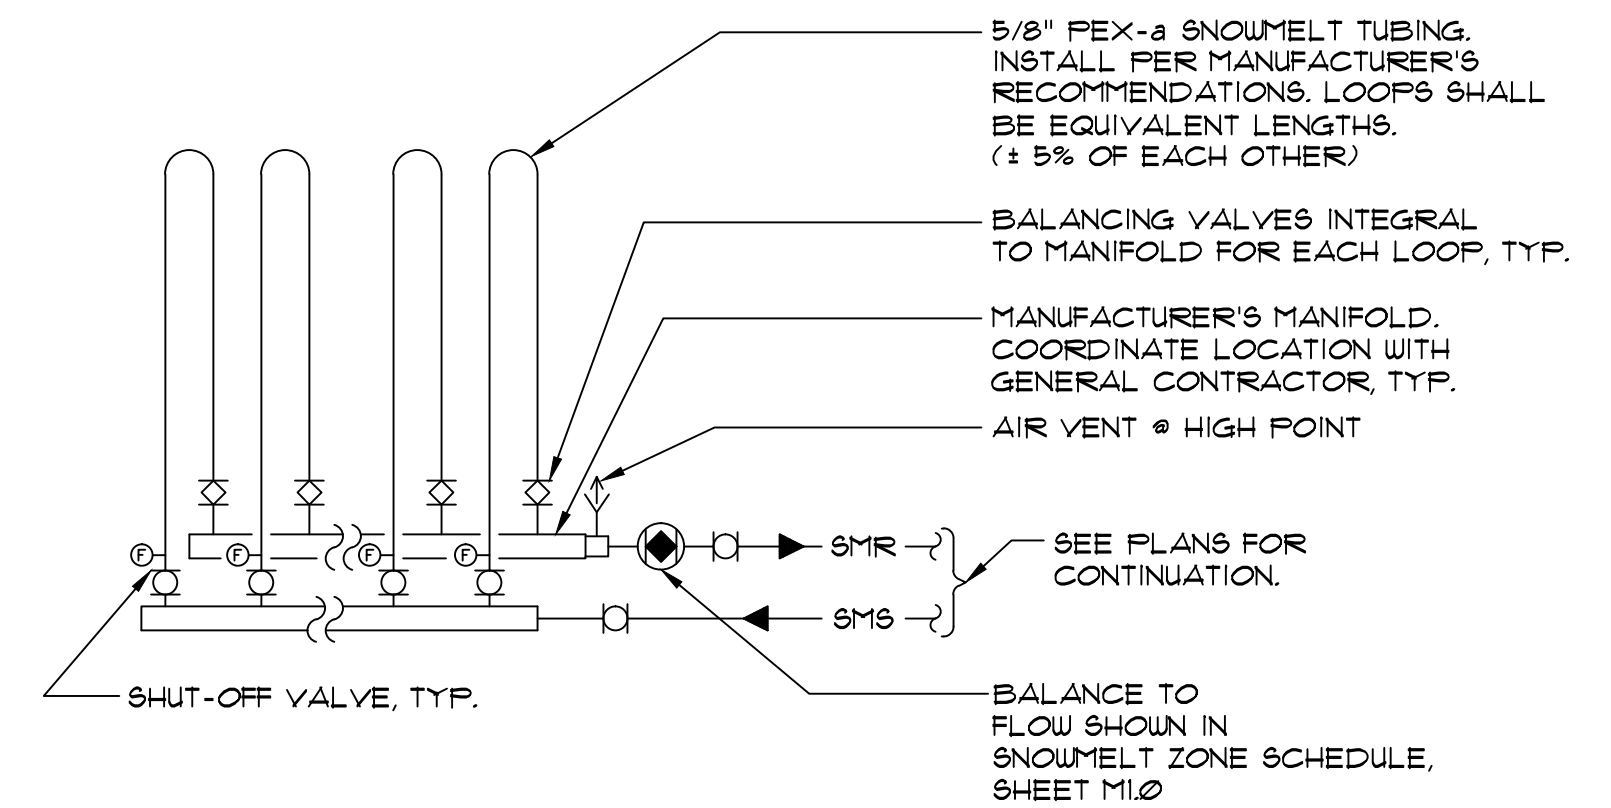 5/8" PEX-a SNOWMELT TUBING.
INSTALL PER MANUFACTURER'S
RECOMMENDATIONS. LOOPS SHALL
BE EQUIVALENT LENGTHS.
(± 5% OF EACH OTHER)
BALANCING VALVES INTEGRAL
TO MANIFOLD FOR EACH LOOP, TYP.
MANUFACTURER'S MANIFOLD.
COORDINATE LOCATION WITH
GENERAL CONTRACTOR, TYP.
AIR VENT @ HIGH POINT
F
F
F
F
SMR
SEE PLANS FOR
CONTINUATION.
SMS
SHUT-OFF VALVE, TYP.
BALANCE TO
FLOW SHOWN IN
SNOWMELT ZONE SCHEDULE,
SHEET M1.0